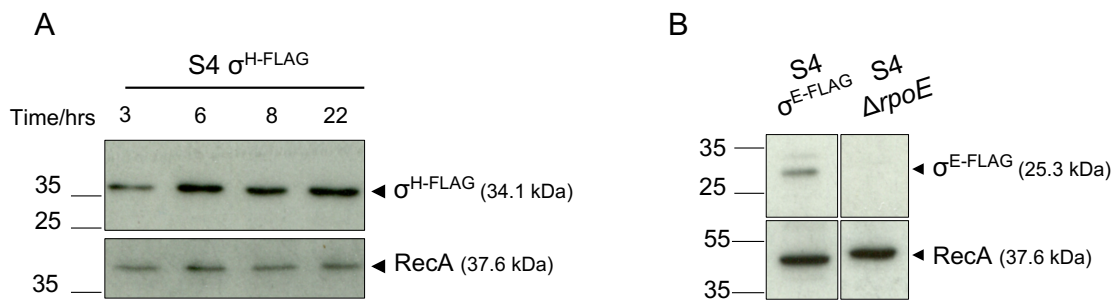 A
S4 σH-FLAG
Time/hrs 3 6 8 22
35
25
σH-FLAG (34.1 kDa)
RecA (37.6 kDa)
35
B
S4 σE-FLAG
S4 ΔrpoE
35
25
σE-FLAG (25.3 kDa)
55
RecA (37.6 kDa)
35